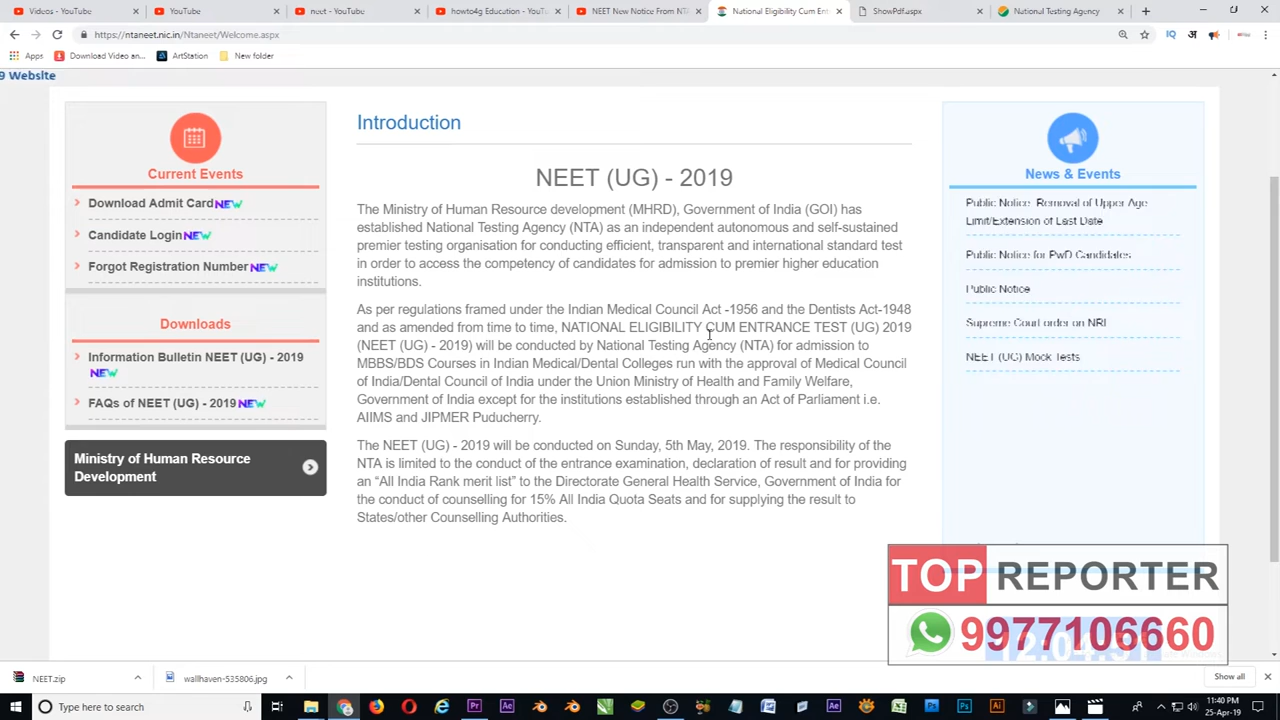 Videos - YouTube
YouTube
neet - YouTube
howto4g Education - YouTu
NEET New Notice From NTA
National Eligibility Cum Ent
ShowPdf.aspx
National Testing Agency
https://ntaneet.nic.in/Ntaneet/Welcome.aspx
Apps
Download Video an...
ArtStation
New folder
9 Website
Current Events
Download Admit Card NEW
Candidate Login NEW
Forgot Registration Number NEW
Downloads
Information Bulletin NEET (UG) - 2019
NEW
FAQs of NEET (UG) - 2019 NEW
Ministry of Human Resource
Development
Introduction
NEET (UG) - 2019
The Ministry of Human Resource development (MHRD), Government of India (GOI) has
established National Testing Agency (NTA) as an independent autonomous and self-sustained
premier testing organisation for conducting efficient, transparent and international standard test
in order to access the competency of candidates for admission to premier higher education
institutions.
As per regulations framed under the Indian Medical Council Act -1956 and the Dentists Act-1948
and as amended from time to time, NATIONAL ELIGIBILITY CUM ENTRANCE TEST (UG) 2019
(NEET (UG) - 2019) will be conducted by National Testing Agency (NTA) for admission to
MBBS/BDS Courses in Indian Medical/Dental Colleges run with the approval of Medical Council
of India/Dental Council of India under the Union Ministry of Health and Family Welfare,
Government of India except for the institutions established through an Act of Parliament i.e.
AIIMS and JIPMER Puducherry.
The NEET (UG) - 2019 will be conducted on Sunday, 5th May, 2019. The responsibility of the
NTA is limited to the conduct of the entrance examination, declaration of result and for providing
an “All India Rank merit list” to the Directorate General Health Service, Government of India for
the conduct of counselling for 15% All India Quota Seats and for supplying the result to
States/other Counselling Authorities.
News & Events
Public Notice Removal of Upper Age
Limit/Extension of Last Date
Public Notice for PwD Candidates
Public Notice
Supreme Court order on NRI
NEET (UG) Mock Tests
TOP REPORTER
9977106660
NEET.zip
wallhaven-535806.jpg
Show all
Type here to search
11:40 PM
25-Apr-19